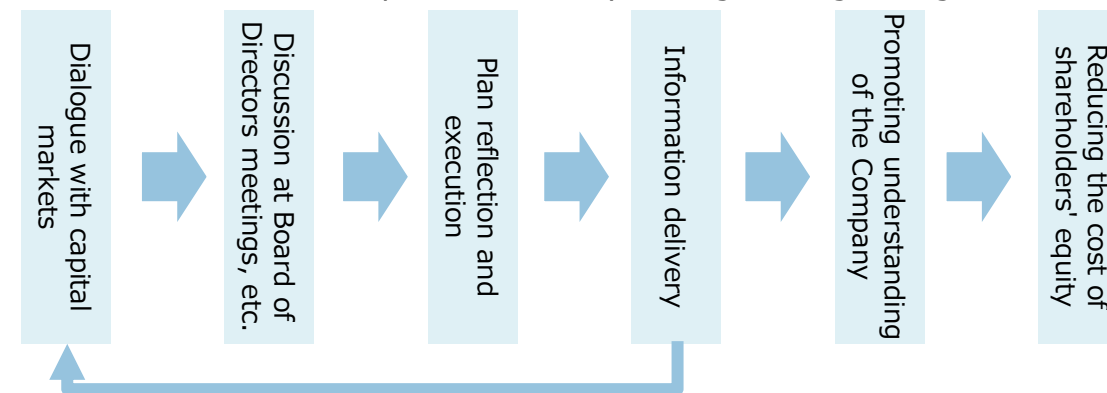 Dialogue with capital
markets
Discussion at Board of
Directors meetings, etc.
Plan reflection and
execution
Information delivery
Promoting understanding
of the Company
Reducing the cost of
shareholders' equity